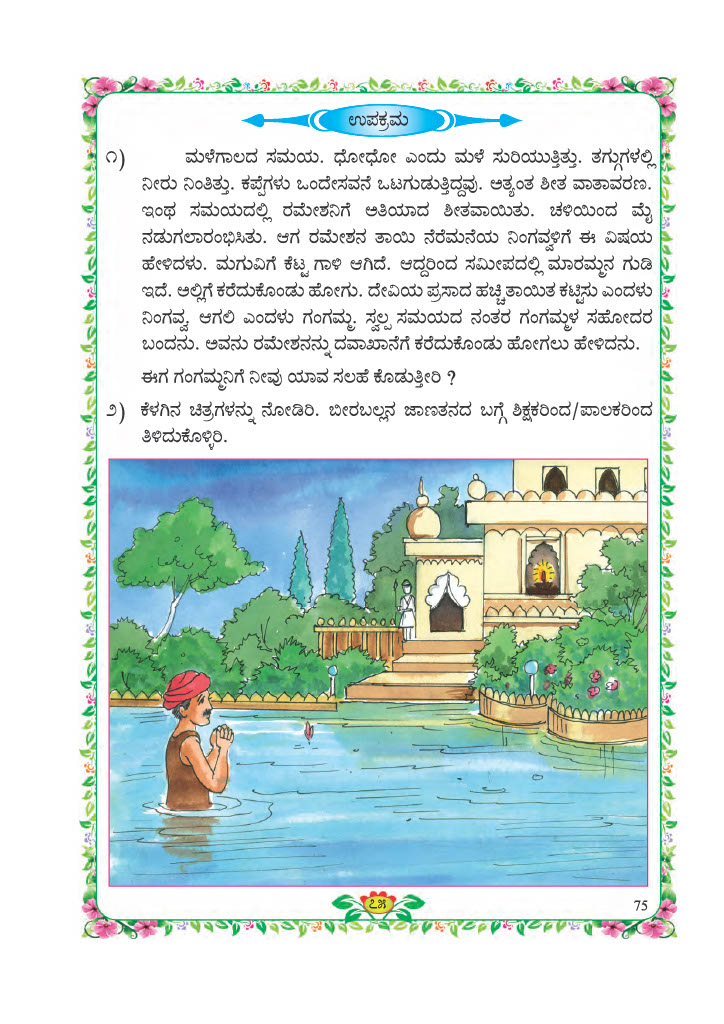 ಉಪಕ್ರಮ
೧) ಮಳೆಗಾಲದ ಸಮಯ. ಧೋಧೋ ಎಂದು ಮಳೆ ಸುರಿಯುತ್ತಿತ್ತು. ತಗ್ಗುಗಳಲ್ಲಿ
ನೀರು ನಿಂತಿತ್ತು. ಕಪ್ಪೆಗಳು ಒಂದೇಸವನೆ ಒಟಗುಡುತ್ತಿದ್ದವು. ಅತ್ಯಂತ ಶೀತ ವಾತಾವರಣ.
ಇಂಥ ಸಮಯದಲ್ಲಿ ರಮೇಶನಿಗೆ ಅತಿಯಾದ ಶೀತವಾಯಿತು. ಚಳಿಯಿಂದ ಮೈ
ನಡುಗಲಾರಂಭಿಸಿತು. ಆಗ ರಮೇಶನ ತಾಯಿ ನೆರೆಮನೆಯ ನಿಂಗವ್ವಳಿಗೆ ಈ ವಿಷಯ
ಹೇಳಿದಳು. ಮಗುವಿಗೆ ಕೆಟ್ಟ ಗಾಳಿ ಆಗಿದೆ. ಆದ್ದರಿಂದ ಸಮೀಪದಲ್ಲಿ ಮಾರಮ್ಮನ ಗುಡಿ
ಇದೆ. ಅಲ್ಲಿಗೆ ಕರೆದುಕೊಂಡು ಹೋಗು. ದೇವಿಯ ಪ್ರಸಾದ ಹಚ್ಚಿ ತಾಯಿತ ಕಟ್ಟಿಸು ಎಂದಳು
ನಿಂಗವ್ವ. ಆಗಲಿ ಎಂದಳು ಗಂಗಮ್ಮ. ಸ್ವಲ್ಪ ಸಮಯದ ನಂತರ ಗಂಗಮ್ಮಳ ಸಹೋದರ
ಬಂದನು. ಅವನು ರಮೇಶನನ್ನು ದವಾಖಾನೆಗೆ ಕರೆದುಕೊಂಡು ಹೋಗಲು ಹೇಳಿದನು.
ಈಗ ಗಂಗಮ್ಮನಿಗೆ ನೀವು ಯಾವ ಸಲಹೆ ಕೊಡುತ್ತೀರಿ ?
೨) ಕೆಳಗಿನ ಚಿತ್ರಗಳನ್ನು ನೋಡಿರಿ. ಬೀರಬಲ್ಲನ ಜಾಣತನದ ಬಗ್ಗೆ ಶಿಕ್ಷಕರಿಂದ/ಪಾಲಕರಿಂದ
ತಿಳಿದುಕೊಳ್ಳಿರಿ.
೭೫
75